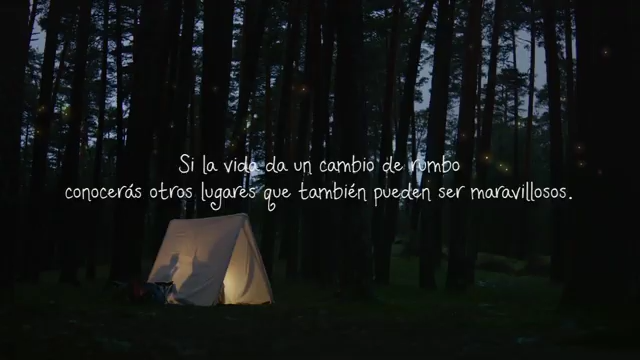 Si la vida da un cambio de rumbo
conocerás otros lugares que también pueden ser maravillosos.